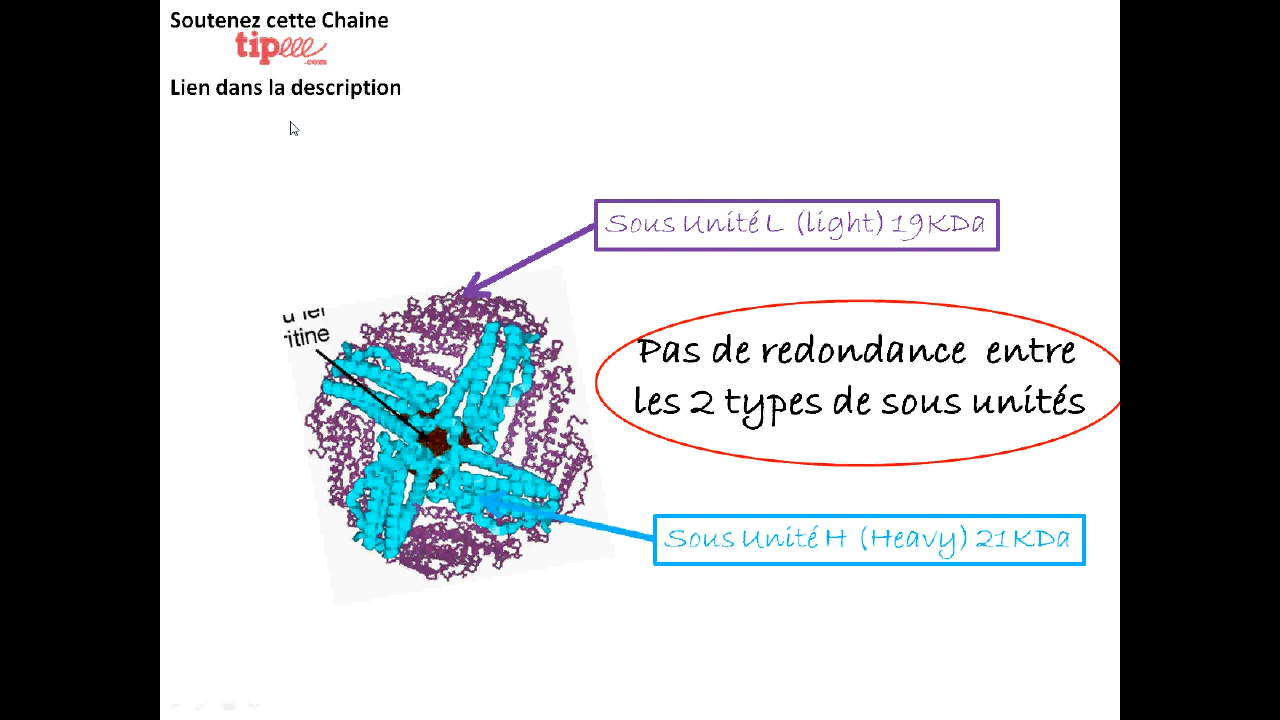 Soutenez cette Chaine
tipeee
.com
Lien dans la description
Sous Unité L (light) 19KDa
ritine
Pas de redondance entre
les 2 types de sous unités
Sous Unité H (Heavy) 21KDa